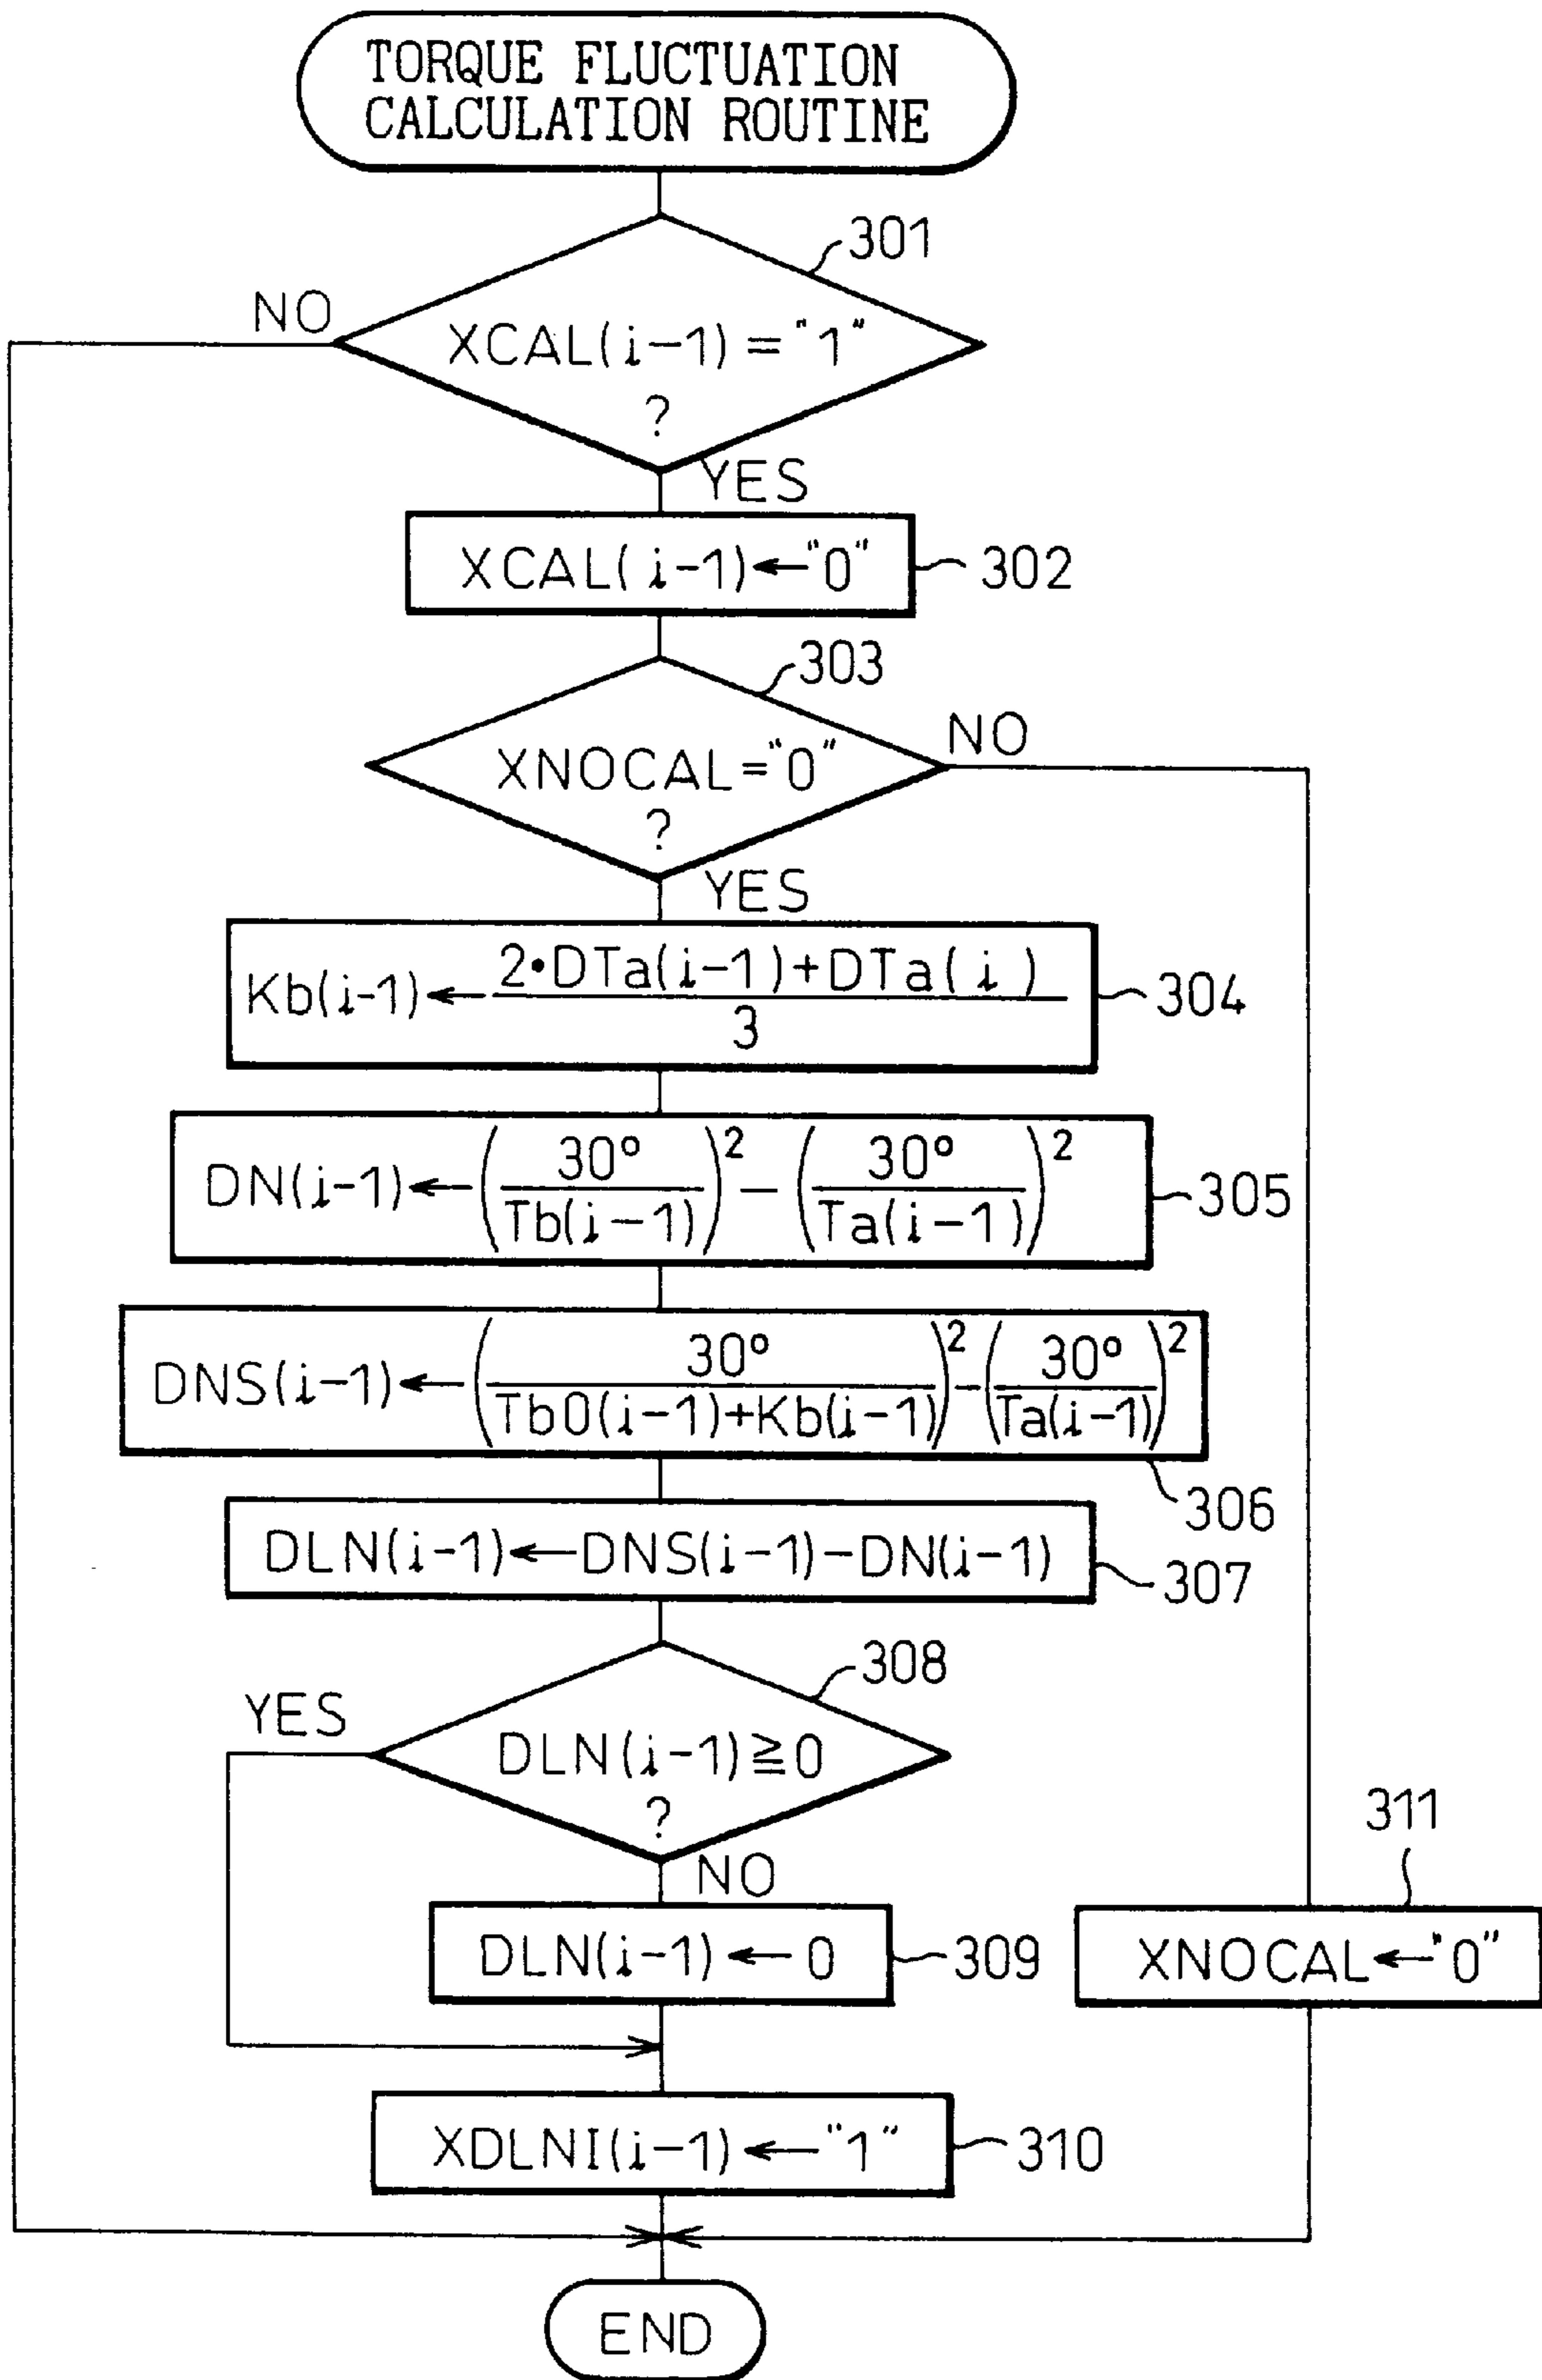 TORQUE FLUCTUATION
CALCULATION ROUTINE
301
NO
XCAL(i-1)="1"
?
YES
XCAL(i-1)←"0"
302
303
NO
XNOCAL="0"
?
YES
Kb(i-1)← 2•DTa(i-1)+DTa(i)
3
304
DN(i-1)←(30°/Tb(i-1))² - (30°/Ta(i-1))²
305
DNS(i-1)←(30°/Tb0(i-1)+Kb(i-1))² - (30°/Ta(i-1))²
306
DLN(i-1)←DNS(i-1)-DN(i-1)
307
308
YES
DLN(i-1)≧0
?
NO
311
DLN(i-1)←0
309
XNOCAL←"0"
XDLNI(i-1)←"1"
310
END